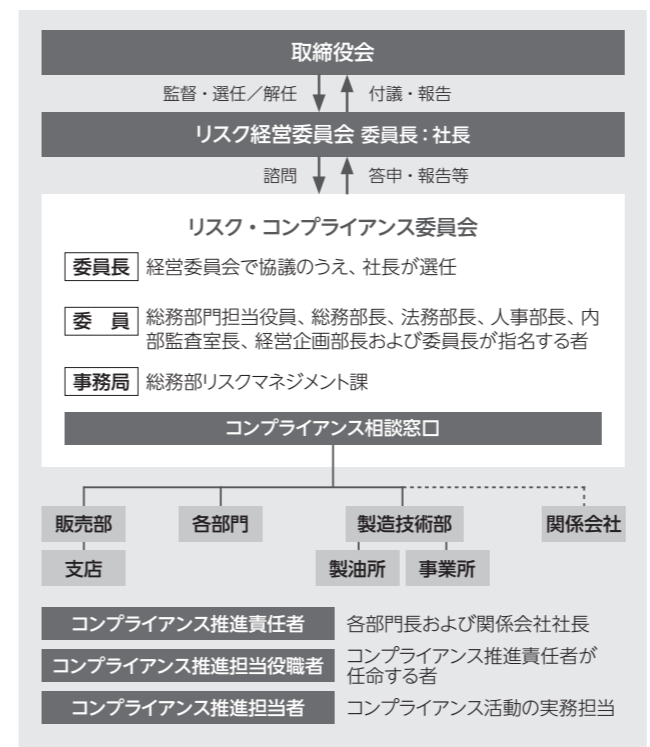 取締役会
監督・選任／解任
付議・報告
リスク経営委員会 委員長：社長
諮問
答申・報告等
リスク・コンプライアンス委員会
委員長 経営委員会で協議のうえ、社長が選任
委　員 総務部門担当役員、総務部長、法務部長、人事部長、内
部監査室長、経営企画部長および委員長が指名する者
事務局 総務部リスクマネジメント課
コンプライアンス相談窓口
販売部
各部門
製造技術部
関係会社
支店
製油所
事業所
コンプライアンス推進責任者 各部門長および関係会社社長
コンプライアンス推進担当役職者 コンプライアンス推進責任者が
任命する者
コンプライアンス推進担当者 コンプライアンス活動の実務担当